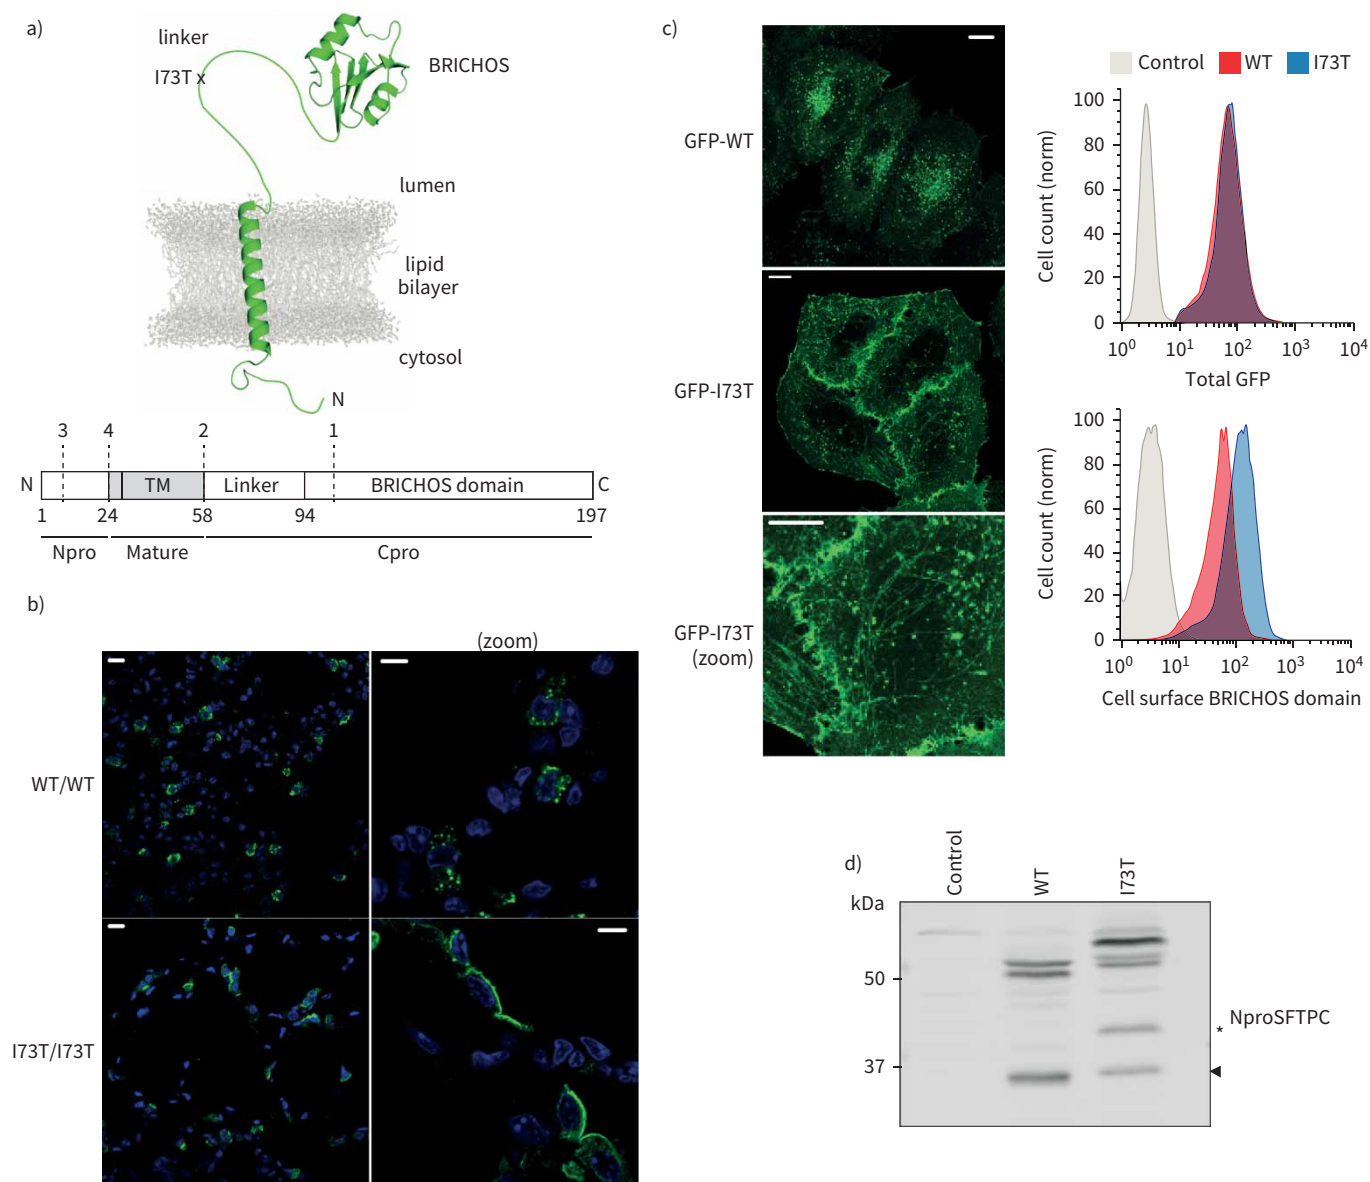 a)
linker
I73T x
BRICHOS
lumen
lipid
bilayer
cytosol
N
3 4 2 1
N TM Linker BRICHOS domain C
1 24 58 94 197
Npro Mature Cpro
b)
(zoom)
WT/WT
I73T/I73T
c)
GFP-WT
GFP-I73T
GFP-I73T
(zoom)
Control WT I73T
Cell count (norm)
100
80
60
40
20
0
10⁰ 10¹ 10² 10³ 10⁴
Total GFP
Cell count (norm)
100
80
60
40
20
0
10⁰ 10¹ 10² 10³ 10⁴
Cell surface BRICHOS domain
d)
Control
WT
I73T
kDa
50
37
* NproSFTPC